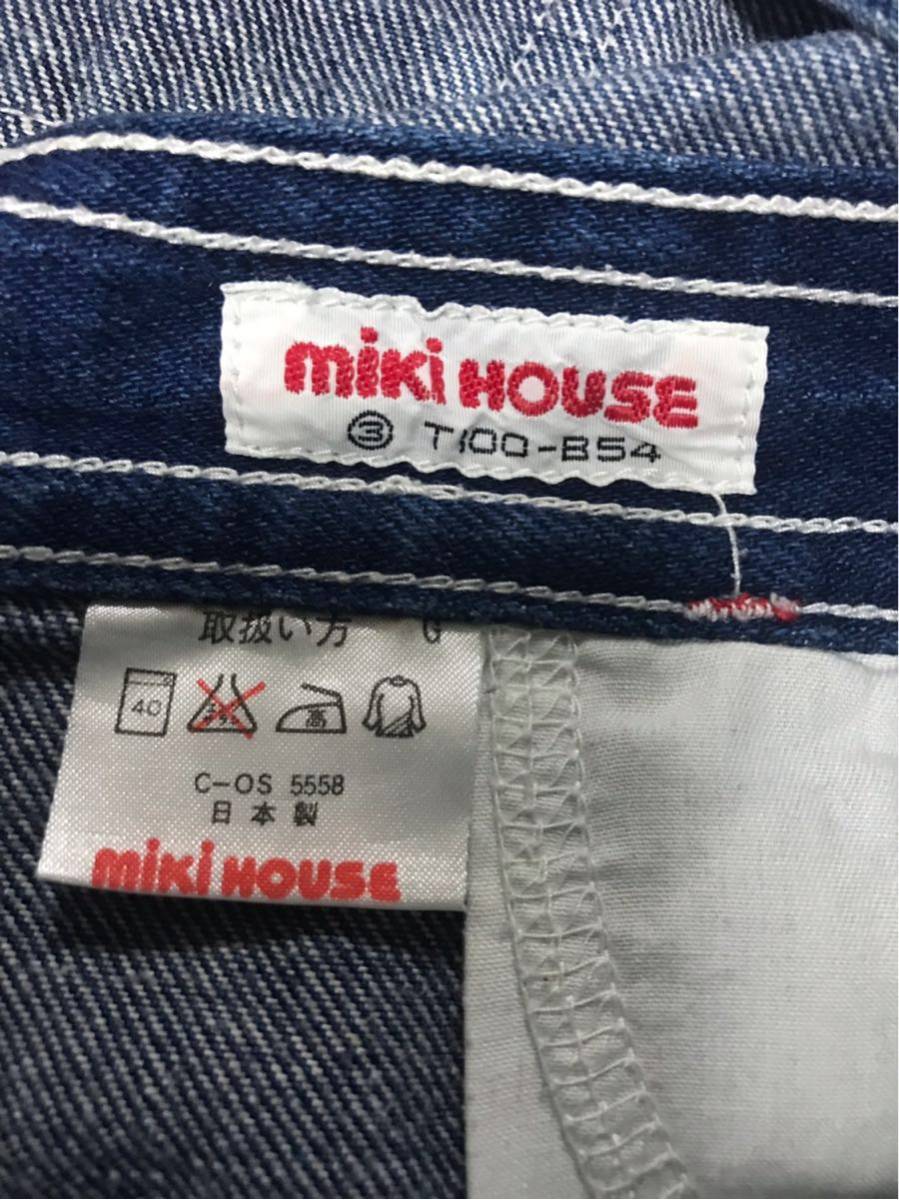 miki HOUSE
③ T100-B54
取扱い方 G
40 高
C-OS 5558
日本製
miki HOUSE